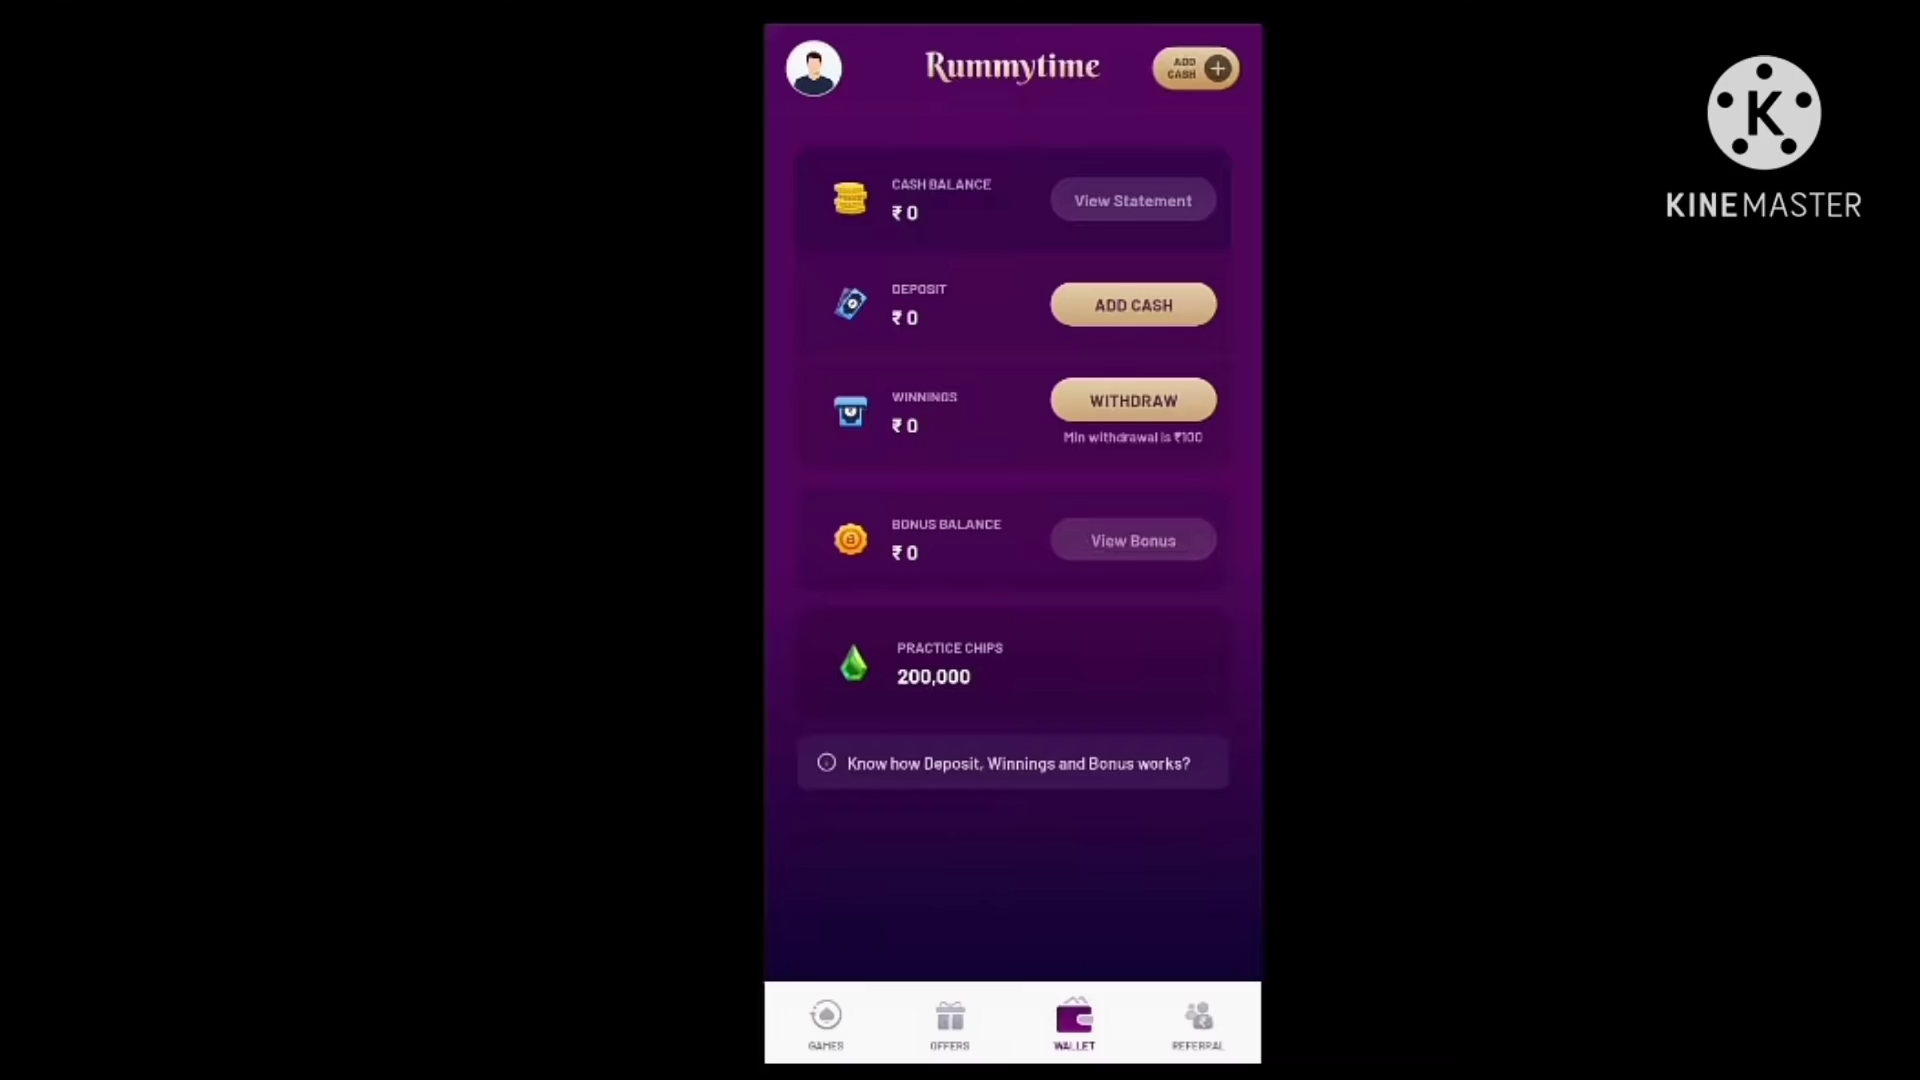 Rummytime
ADD
CASH
KINEMASTER
CASH BALANCE
₹ 0
View Statement
DEPOSIT
₹ 0
ADD CASH
WINNINGS
₹ 0
WITHDRAW
Min withdrawal is ₹100
BONUS BALANCE
₹ 0
View Bonus
PRACTICE CHIPS
200,000
Know how Deposit, Winnings and Bonus works?
GAMES
OFFERS
WALLET
REFERRAL